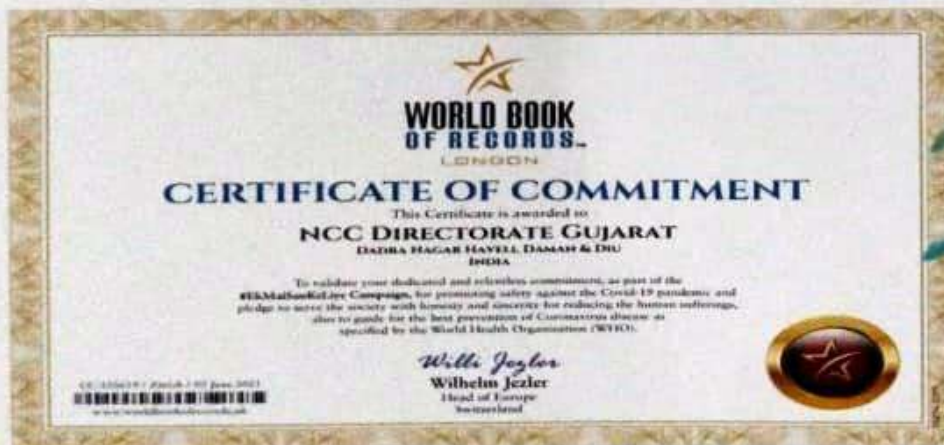 WORLD BOOK
OF RECORDS
LONDON
CERTIFICATE OF COMMITMENT
This Certificate is awarded to
NCC DIRECTORATE GUJARAT
DADRA NAGAR HAVELI, DAMAN & DIU
INDIA
To validate your dedicated and relentless commitment, as part of the
#EkMaiSauKeLiye Campaign, for promoting safety against the Covid-19 pandemic and
pledge to serve the society with honesty and sincerity for reducing the human sufferings,
also to guide for the best prevention of Coronavirus disease as
specified by the World Health Organization (WHO).
Willi Jezler
Wilhelm Jezler
Head of Europe
Switzerland
June 2021